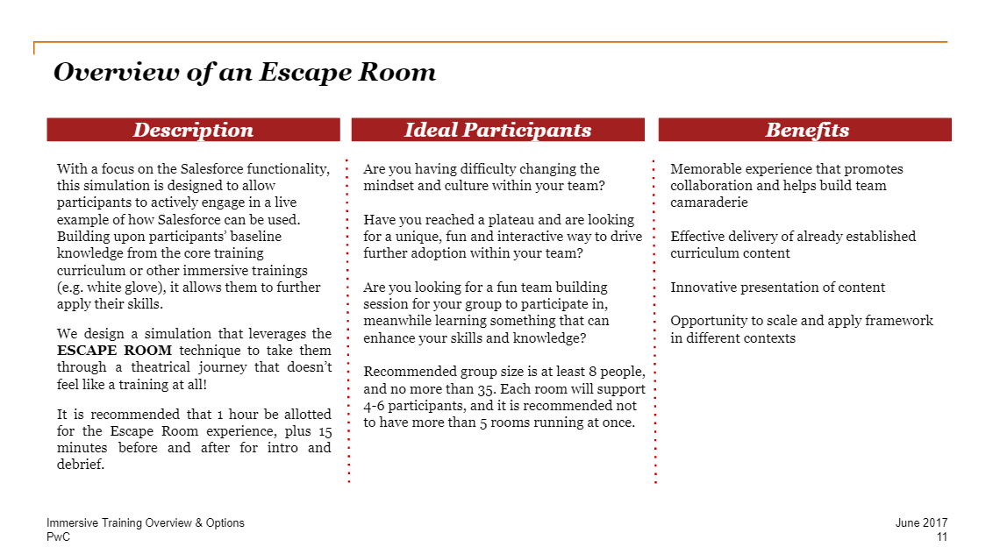 Overview of an Escape Room
Description
With a focus on the Salesforce functionality,
this simulation is designed to allow
participants to actively engage in a live
example of how Salesforce can be used.
Building upon participants’ baseline
knowledge from the core training
curriculum or other immersive trainings
(e.g. white glove), it allows them to further
apply their skills.
We design a simulation that leverages the
ESCAPE ROOM technique to take them
through a theatrical journey that doesn’t
feel like a training at all!
It is recommended that 1 hour be allotted
for the Escape Room experience, plus 15
minutes before and after for intro and
debrief.
Ideal Participants
Are you having difficulty changing the
mindset and culture within your team?
Have you reached a plateau and are looking
for a unique, fun and interactive way to drive
further adoption within your team?
Are you looking for a fun team building
session for your group to participate in,
meanwhile learning something that can
enhance your skills and knowledge?
Recommended group size is at least 8 people,
and no more than 35. Each room will support
4-6 participants, and it is recommended not
to have more than 5 rooms running at once.
Benefits
Memorable experience that promotes
collaboration and helps build team
camaraderie
Effective delivery of already established
curriculum content
Innovative presentation of content
Opportunity to scale and apply framework
in different contexts
Immersive Training Overview & Options
PwC
June 2017
11